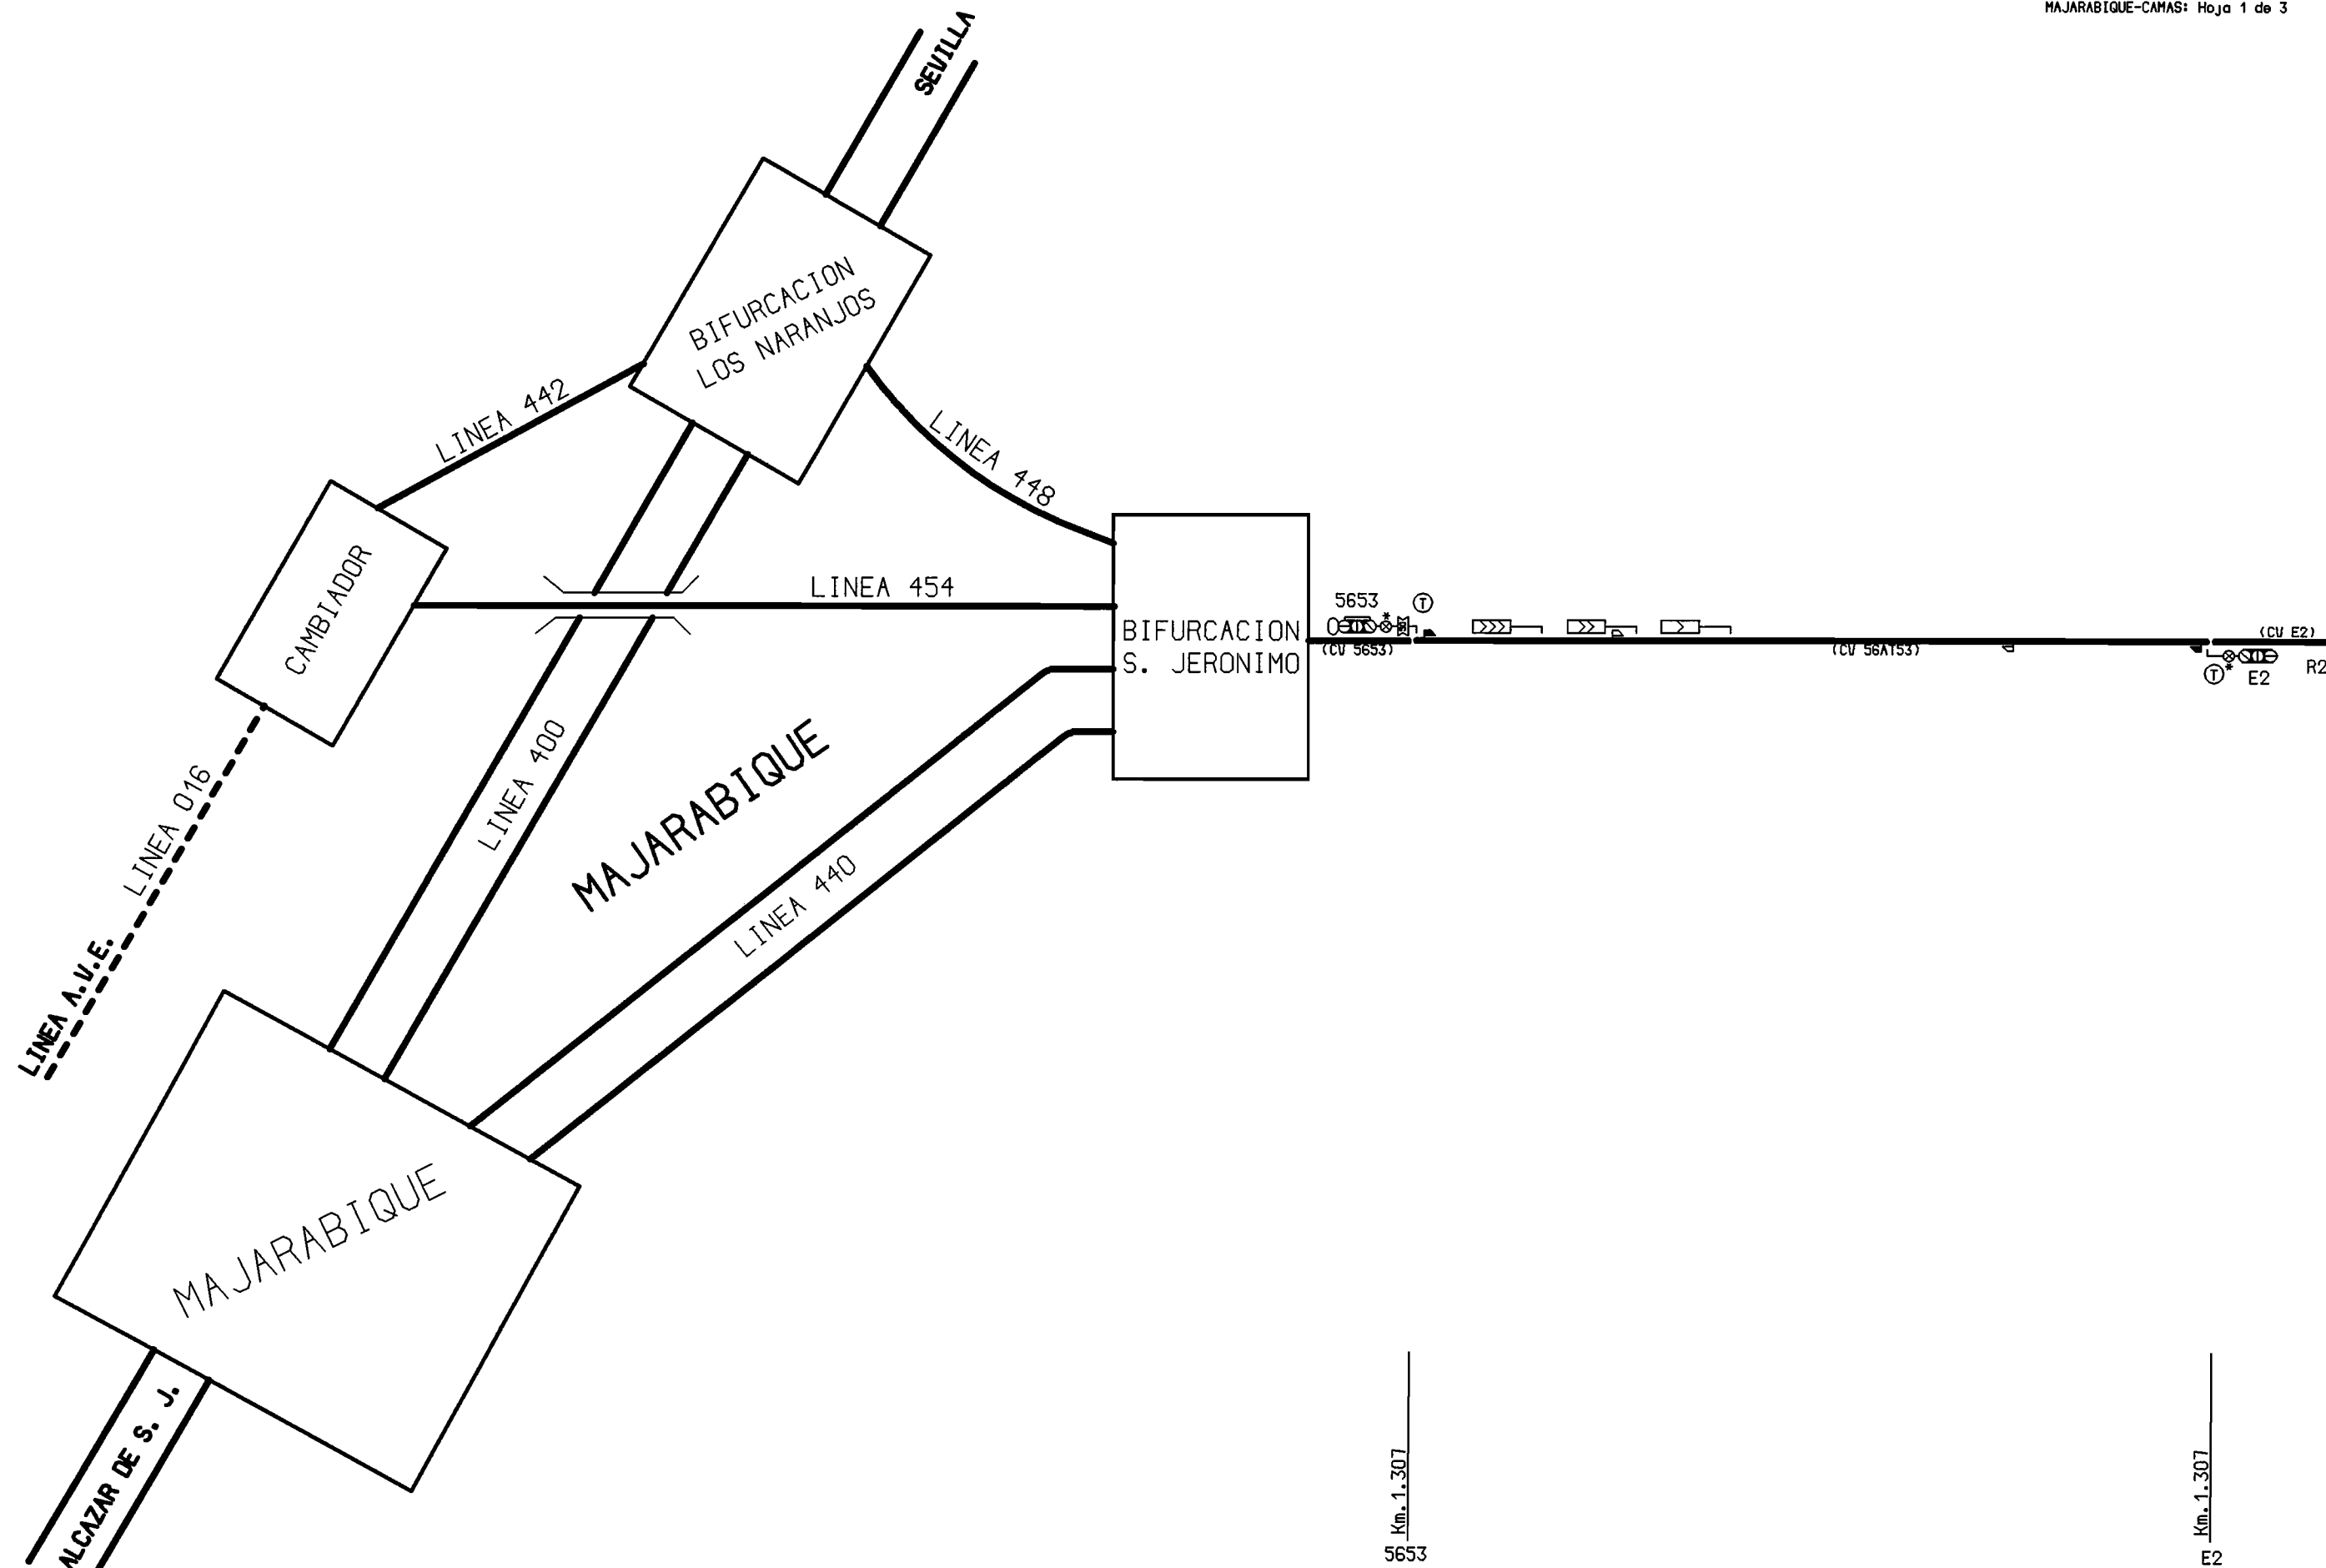 MAJARABIQUE-CAMAS: Hoja 1 de 3
SEVILLA
BIFURCACION
LOS NARANJOS
LINEA 442
LINEA 448
CAMBIADOR
LINEA 454
BIFURCACION
S. JERONIMO
5653
T
(CV 5653)
(CV 56AT53)
(CV E2)
T*
E2
R2
LINEA 400
MAJARABIQUE
LINEA 016
LINEA 440
LINEA A.V.E.
MAJARABIQUE
ALCAZAR DE S. J.
Km.1.307
5653
Km.1.307
E2